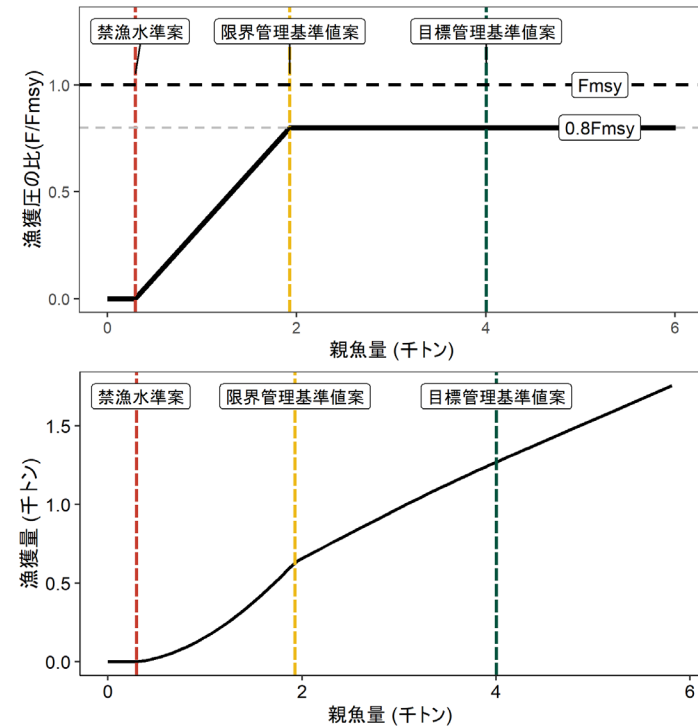 禁漁水準案 限界管理基準値案 目標管理基準値案
漁獲圧の比(F/Fmsy)
1.0
Fmsy
0.8Fmsy
0.5
0.0
0 2 4 6
親魚量 (千トン)
禁漁水準案 限界管理基準値案 目標管理基準値案
漁獲量 (千トン)
1.5
1.0
0.5
0.0
0 2 4 6
親魚量 (千トン)